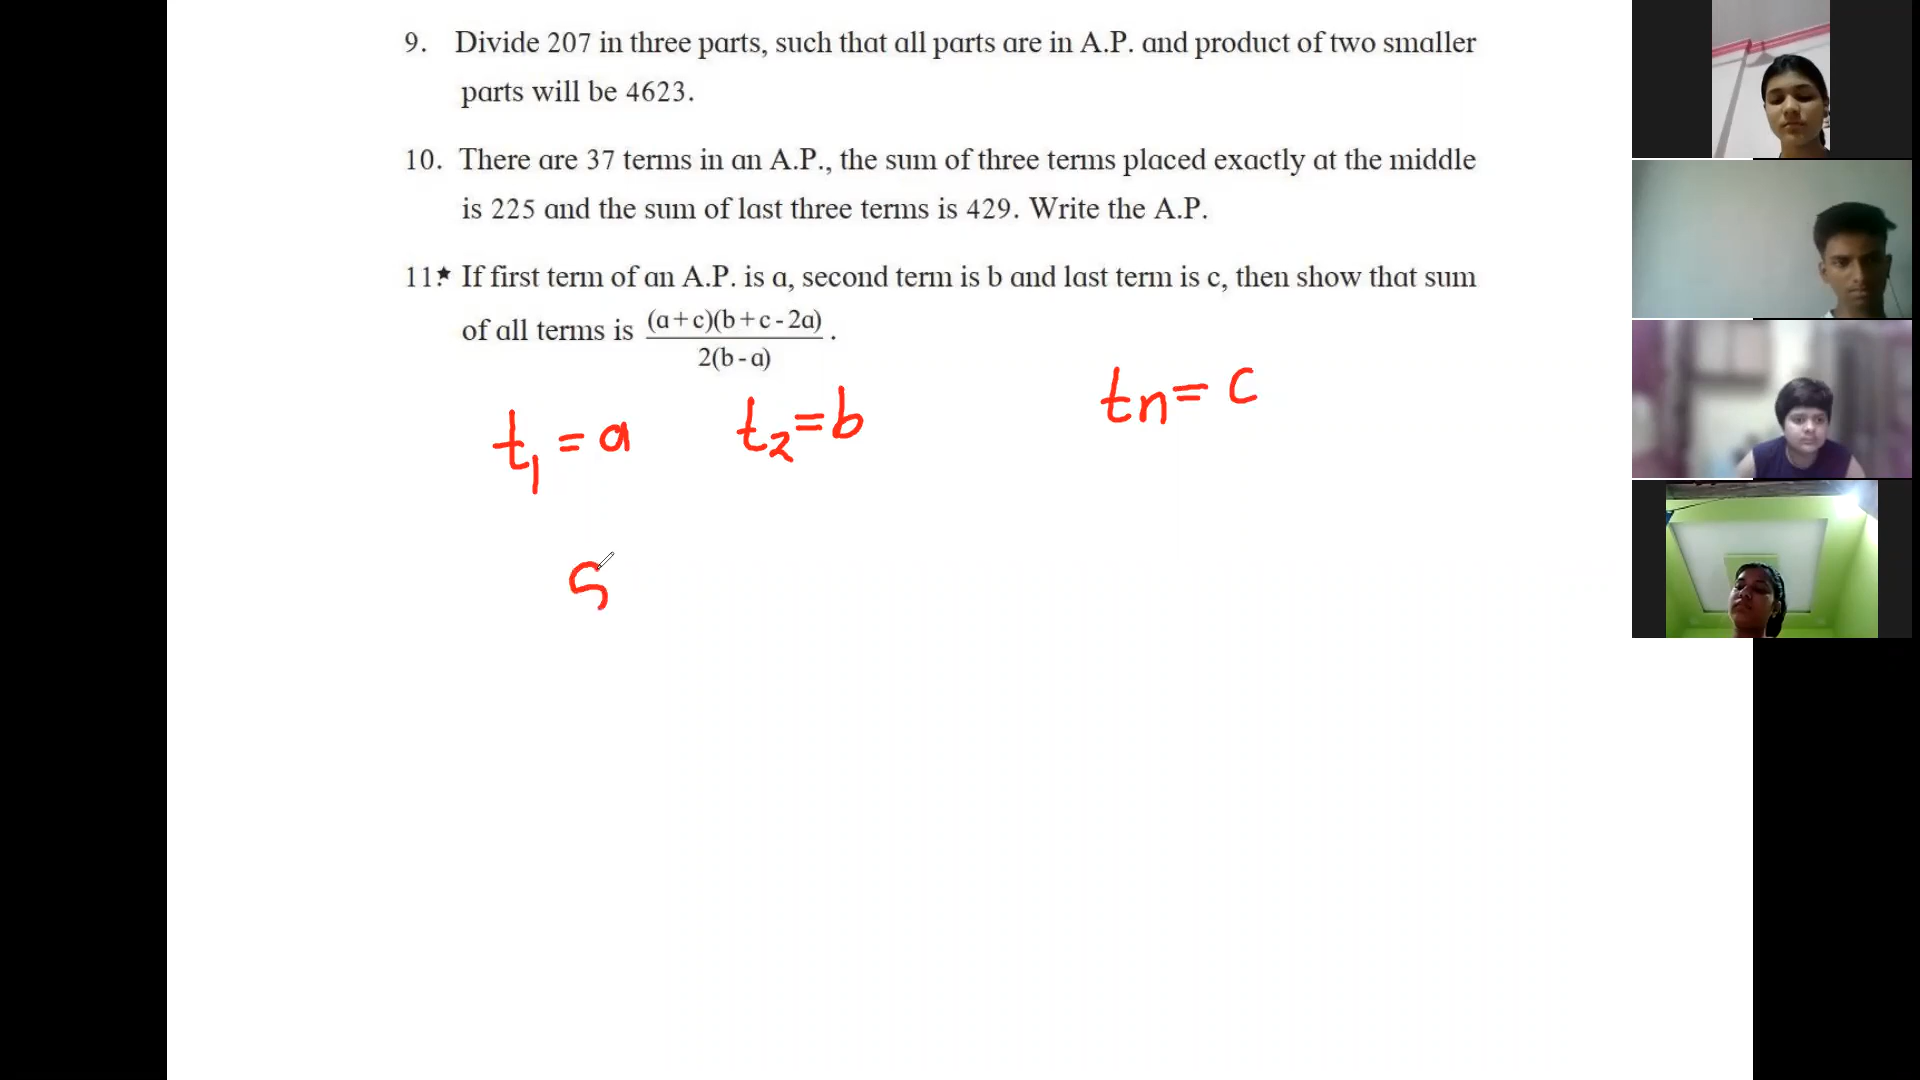 9. Divide 207 in three parts, such that all parts are in A.P. and product of two smaller
parts will be 4623.
10. There are 37 terms in an A.P., the sum of three terms placed exactly at the middle
is 225 and the sum of last three terms is 429. Write the A.P.
11.★ If first term of an A.P. is a, second term is b and last term is c, then show that sum
of all terms is (a+c)(b+c-2a) / 2(b-a) .
t₁ = a t₂ = b tn = c
S